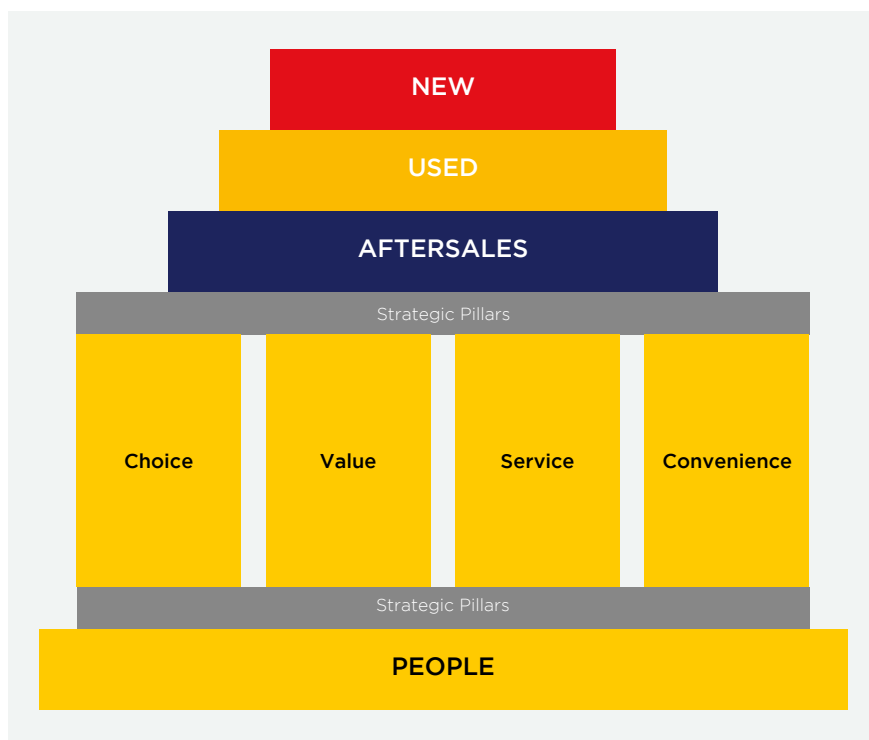 NEW
USED
AFTERSALES
Strategic Pillars
Choice
Value
Service
Convenience
Strategic Pillars
PEOPLE